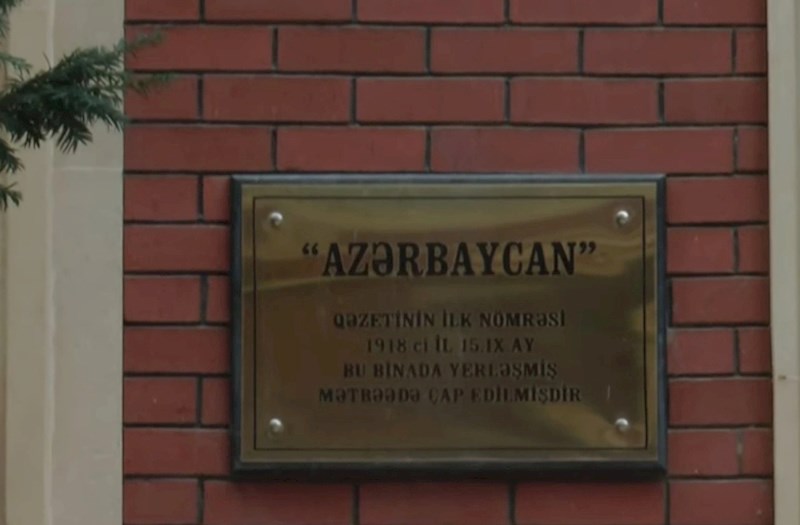 “AZƏRBAYCAN”
QƏZETİNİN İLK NÖMRƏSİ
1918 ci İL 15.IX AY
BU BİNADA YERLƏŞMİŞ
MƏTBƏƏDƏ ÇAP EDİLMİŞDİR